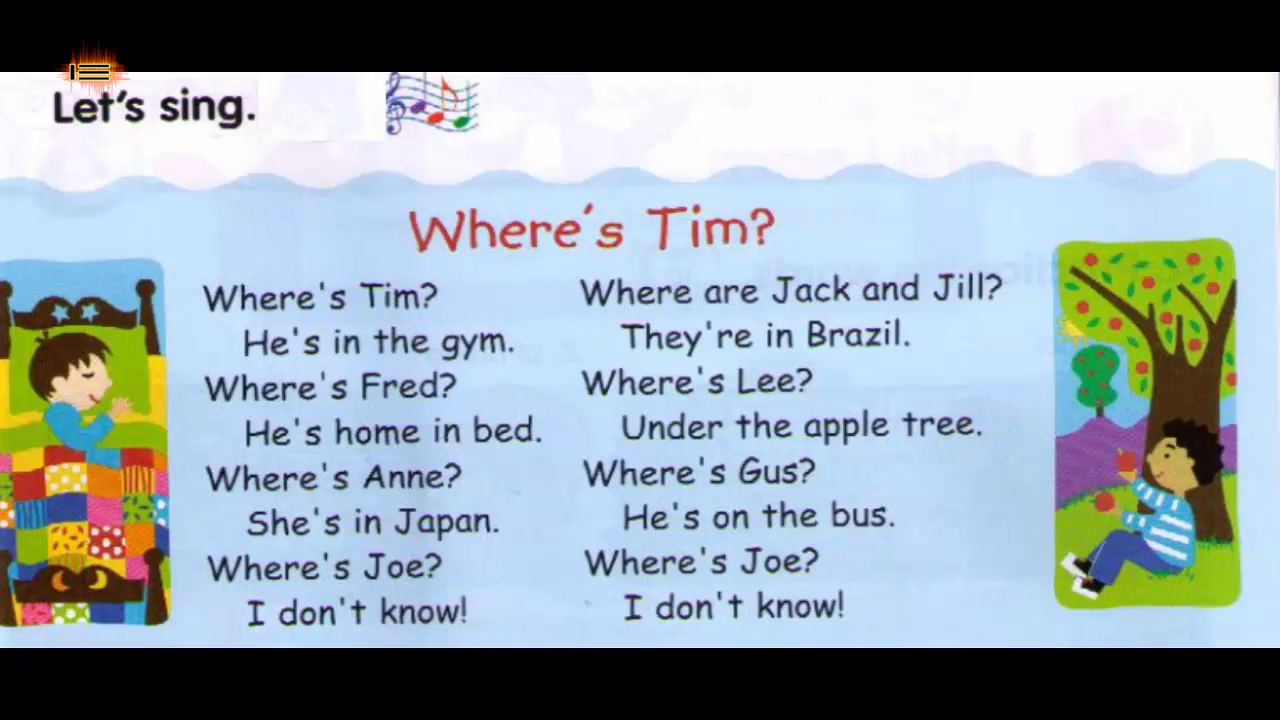 Let's sing.
Where's Tim?
Where's Tim?
He's in the gym.
Where's Fred?
He's home in bed.
Where's Anne?
She's in Japan.
Where's Joe?
I don't know!
Where are Jack and Jill?
They're in Brazil.
Where's Lee?
Under the apple tree.
Where's Gus?
He's on the bus.
Where's Joe?
I don't know!